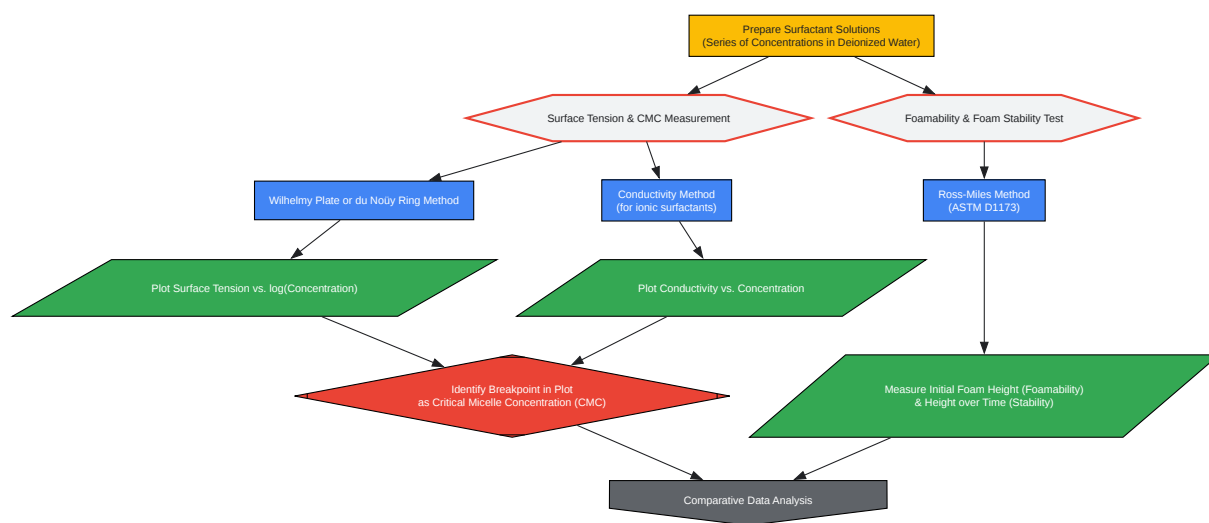 Prepare Surfactant Solutions
(Series of Concentrations in Deionized Water)
Surface Tension & CMC Measurement
Foamability & Foam Stability Test
Wilhelmy Plate or du Noüy Ring Method
Conductivity Method
(for ionic surfactants)
Ross-Miles Method
(ASTM D1173)
Plot Surface Tension vs. log(Concentration)
Plot Conductivity vs. Concentration
Identify Breakpoint in Plot
as Critical Micelle Concentration (CMC)
Measure Initial Foam Height (Foamability)
& Height over Time (Stability)
Comparative Data Analysis